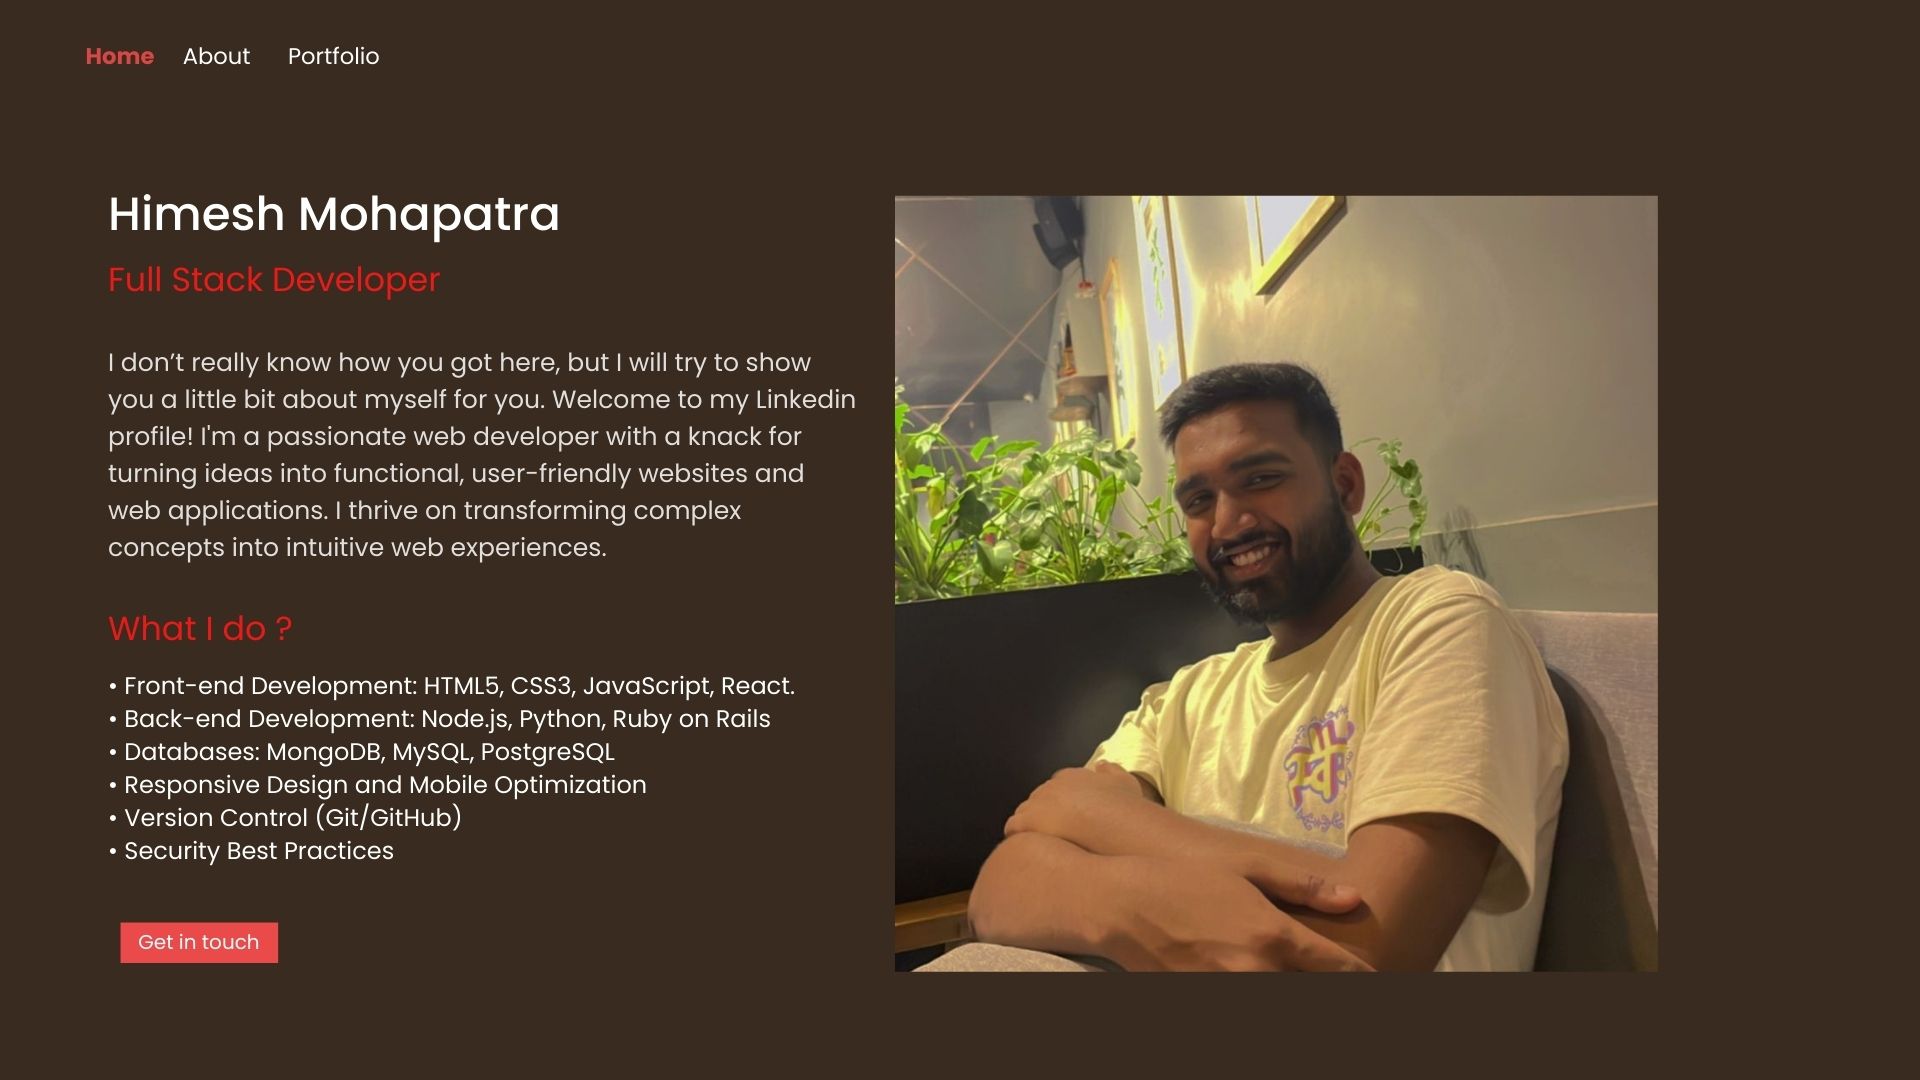 Home About Portfolio
Himesh Mohapatra
Full Stack Developer
I don’t really know how you got here, but I will try to show
you a little bit about myself for you. Welcome to my Linkedin
profile! I'm a passionate web developer with a knack for
turning ideas into functional, user-friendly websites and
web applications. I thrive on transforming complex
concepts into intuitive web experiences.
What I do ?
• Front-end Development: HTML5, CSS3, JavaScript, React.
• Back-end Development: Node.js, Python, Ruby on Rails
• Databases: MongoDB, MySQL, PostgreSQL
• Responsive Design and Mobile Optimization
• Version Control (Git/GitHub)
• Security Best Practices
Get in touch